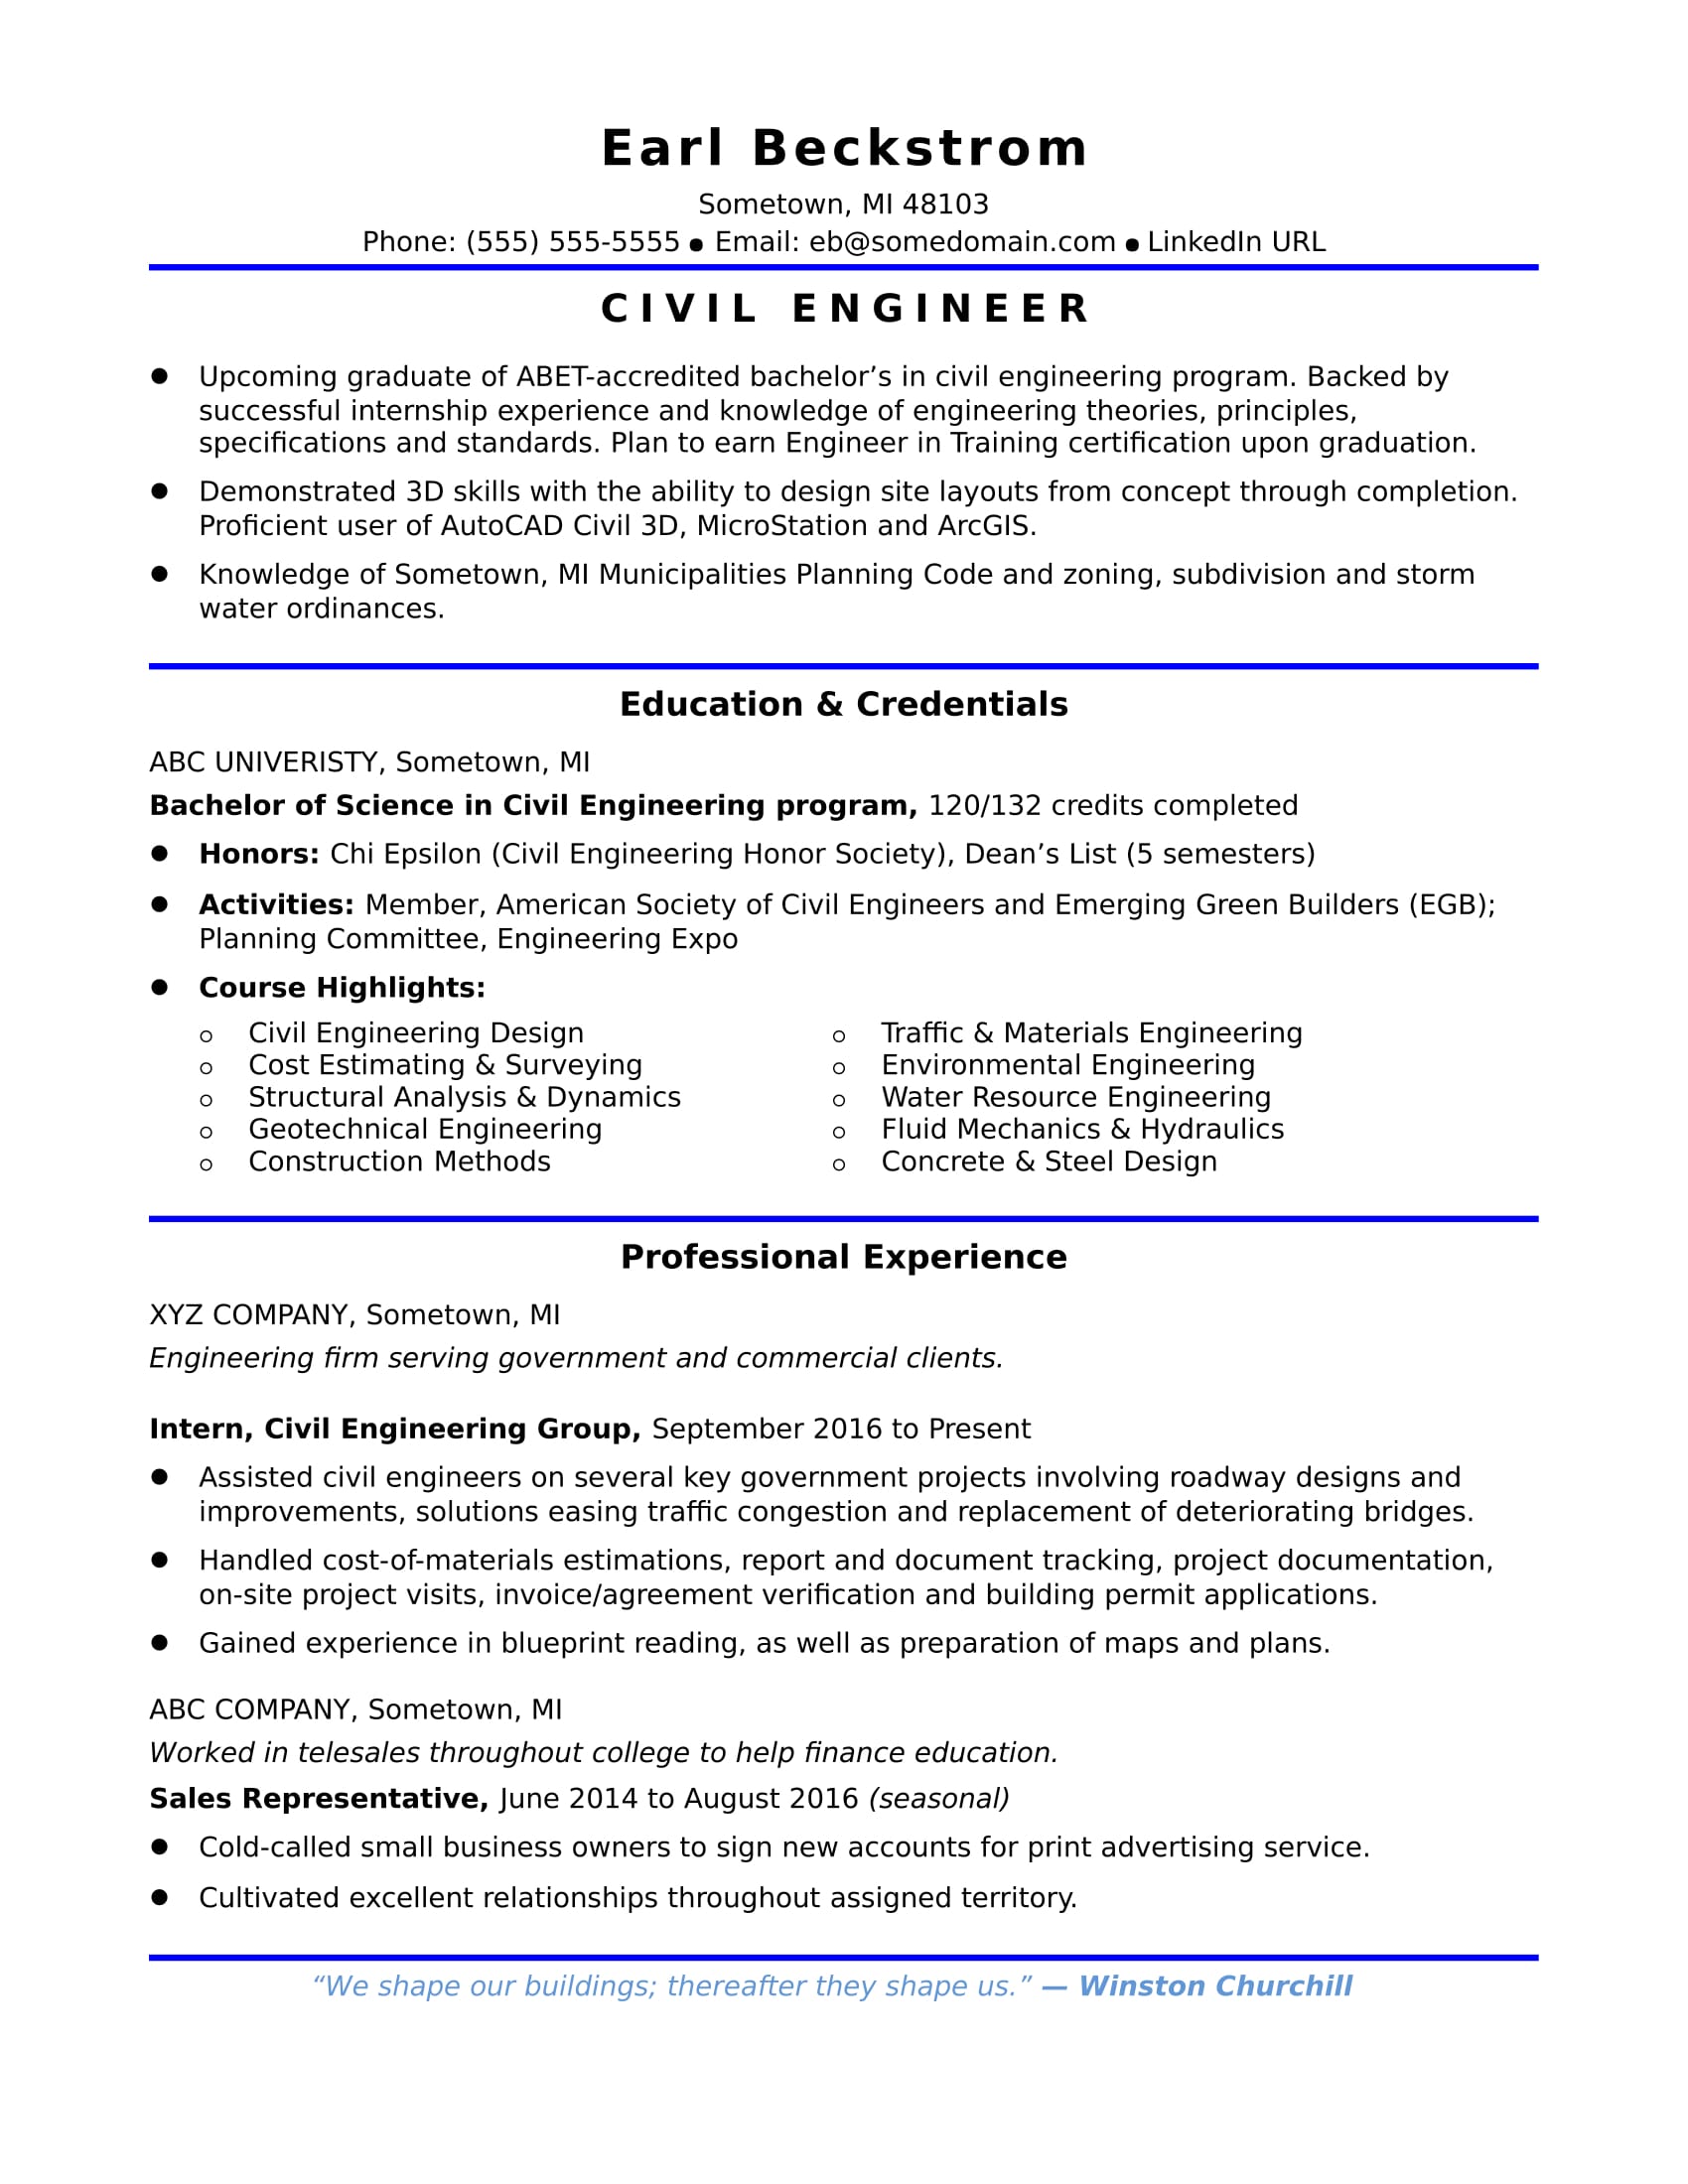 Earl Beckstrom
Sometown, MI 48103
Phone: (555) 555-5555 ● Email: eb@somedomain.com ● LinkedIn URL
CIVIL ENGINEER
● Upcoming graduate of ABET-accredited bachelor’s in civil engineering program. Backed by
successful internship experience and knowledge of engineering theories, principles,
specifications and standards. Plan to earn Engineer in Training certification upon graduation.
● Demonstrated 3D skills with the ability to design site layouts from concept through completion.
Proficient user of AutoCAD Civil 3D, MicroStation and ArcGIS.
● Knowledge of Sometown, MI Municipalities Planning Code and zoning, subdivision and storm
water ordinances.
Education & Credentials
ABC UNIVERISTY, Sometown, MI
Bachelor of Science in Civil Engineering program, 120/132 credits completed
● Honors: Chi Epsilon (Civil Engineering Honor Society), Dean’s List (5 semesters)
● Activities: Member, American Society of Civil Engineers and Emerging Green Builders (EGB);
Planning Committee, Engineering Expo
● Course Highlights:
○ Civil Engineering Design
○ Cost Estimating & Surveying
○ Structural Analysis & Dynamics
○ Geotechnical Engineering
○ Construction Methods
○ Traffic & Materials Engineering
○ Environmental Engineering
○ Water Resource Engineering
○ Fluid Mechanics & Hydraulics
○ Concrete & Steel Design
Professional Experience
XYZ COMPANY, Sometown, MI
Engineering firm serving government and commercial clients.
Intern, Civil Engineering Group, September 2016 to Present
● Assisted civil engineers on several key government projects involving roadway designs and
improvements, solutions easing traffic congestion and replacement of deteriorating bridges.
● Handled cost-of-materials estimations, report and document tracking, project documentation,
on-site project visits, invoice/agreement verification and building permit applications.
● Gained experience in blueprint reading, as well as preparation of maps and plans.
ABC COMPANY, Sometown, MI
Worked in telesales throughout college to help finance education.
Sales Representative, June 2014 to August 2016 (seasonal)
● Cold-called small business owners to sign new accounts for print advertising service.
● Cultivated excellent relationships throughout assigned territory.
“We shape our buildings; thereafter they shape us.” — Winston Churchill